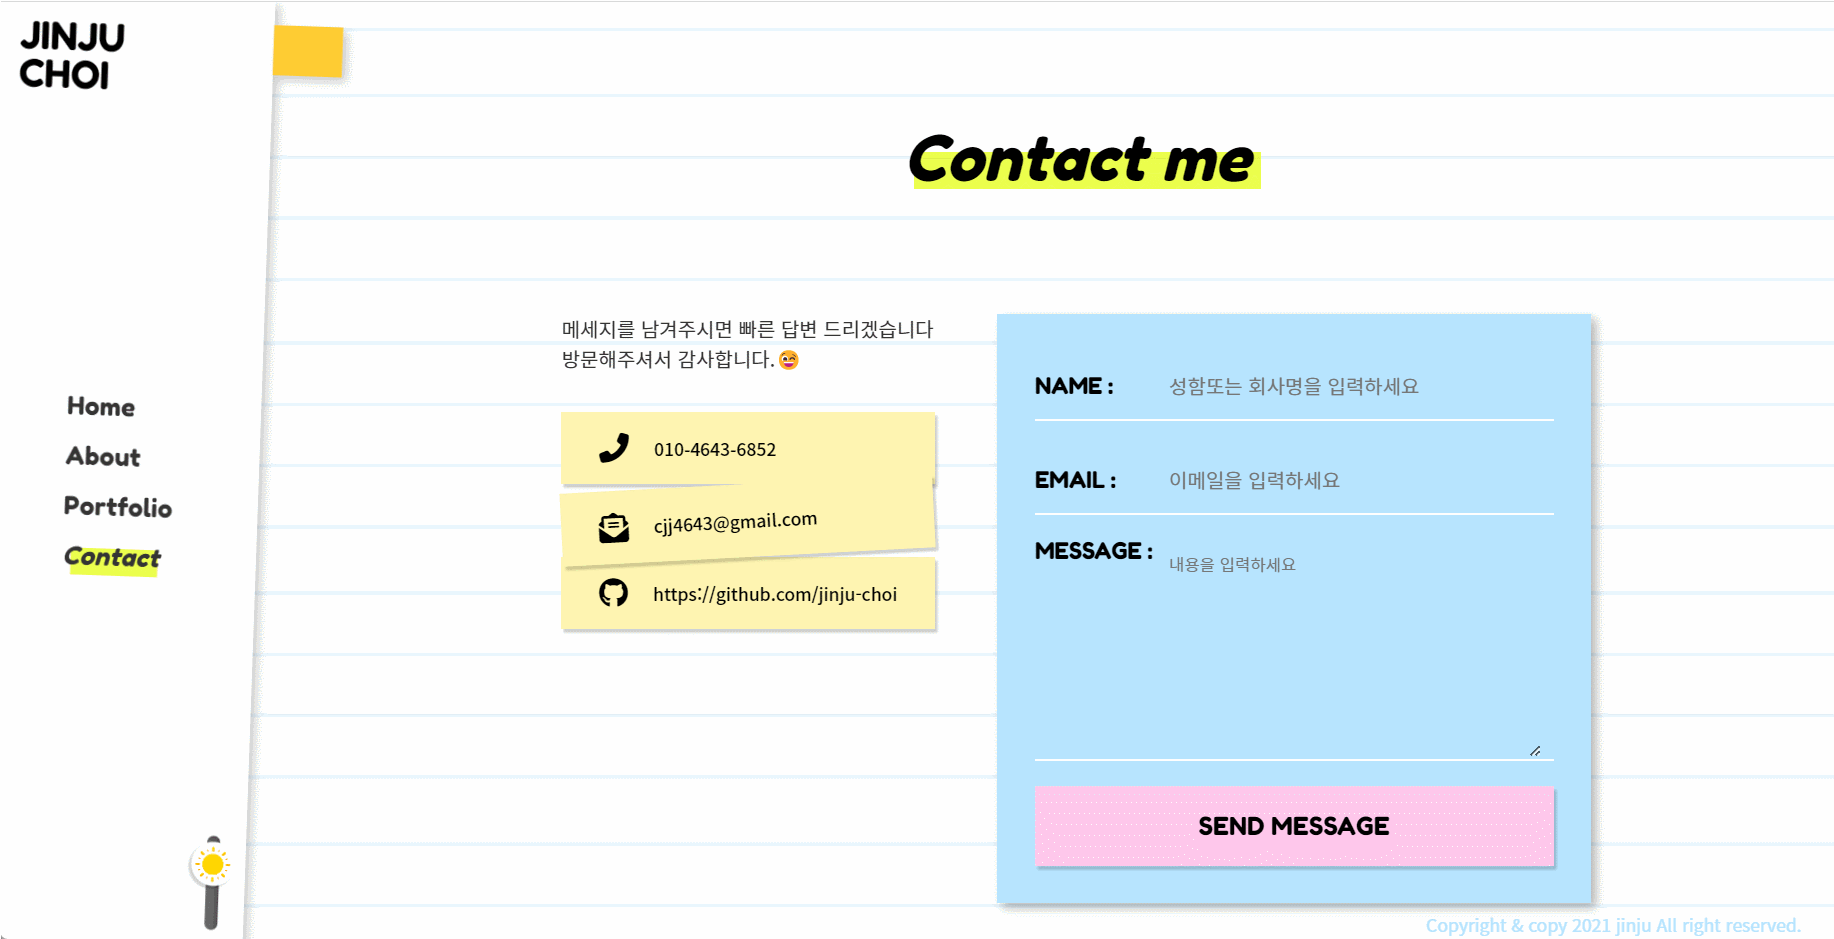 JINJU
CHOI
Home
About
Portfolio
Contact
Contact me
메세지를 남겨주시면 빠른 답변 드리겠습니다
방문해주셔서 감사합니다. 😜
010-4643-6852
cjj4643@gmail.com
https://github.com/jinju-choi
NAME : 성함또는 회사명을 입력하세요
EMAIL : 이메일을 입력하세요
MESSAGE : 내용을 입력하세요
SEND MESSAGE
Copyright & copy 2021 jinju All right reserved.